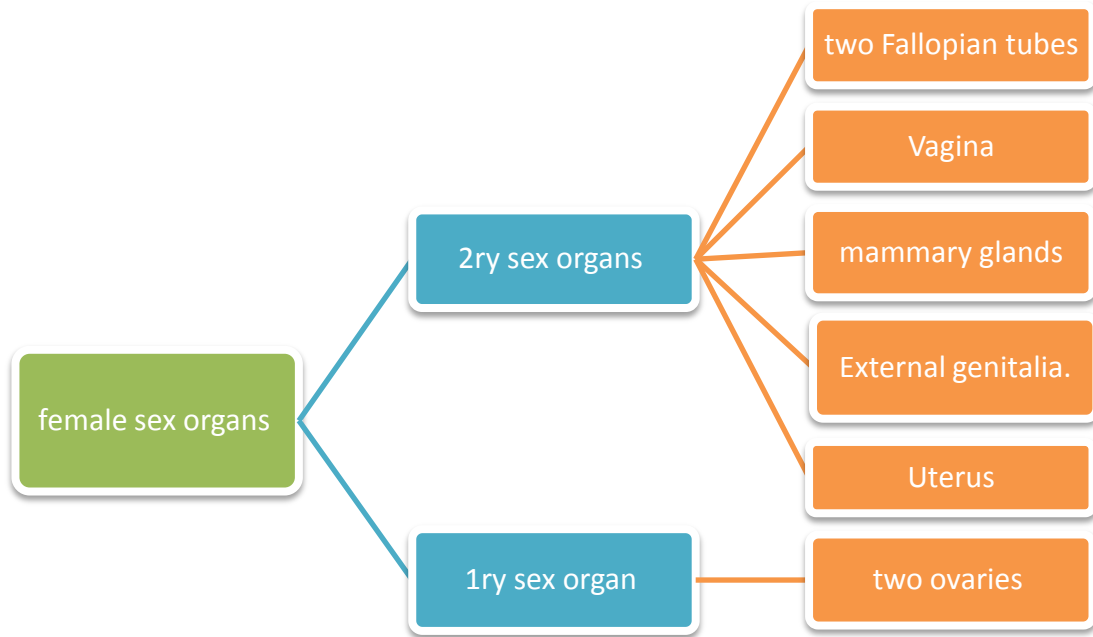 female sex organs
2ry sex organs
two Fallopian tubes
Vagina
mammary glands
External genitalia.
Uterus
1ry sex organ
two ovaries